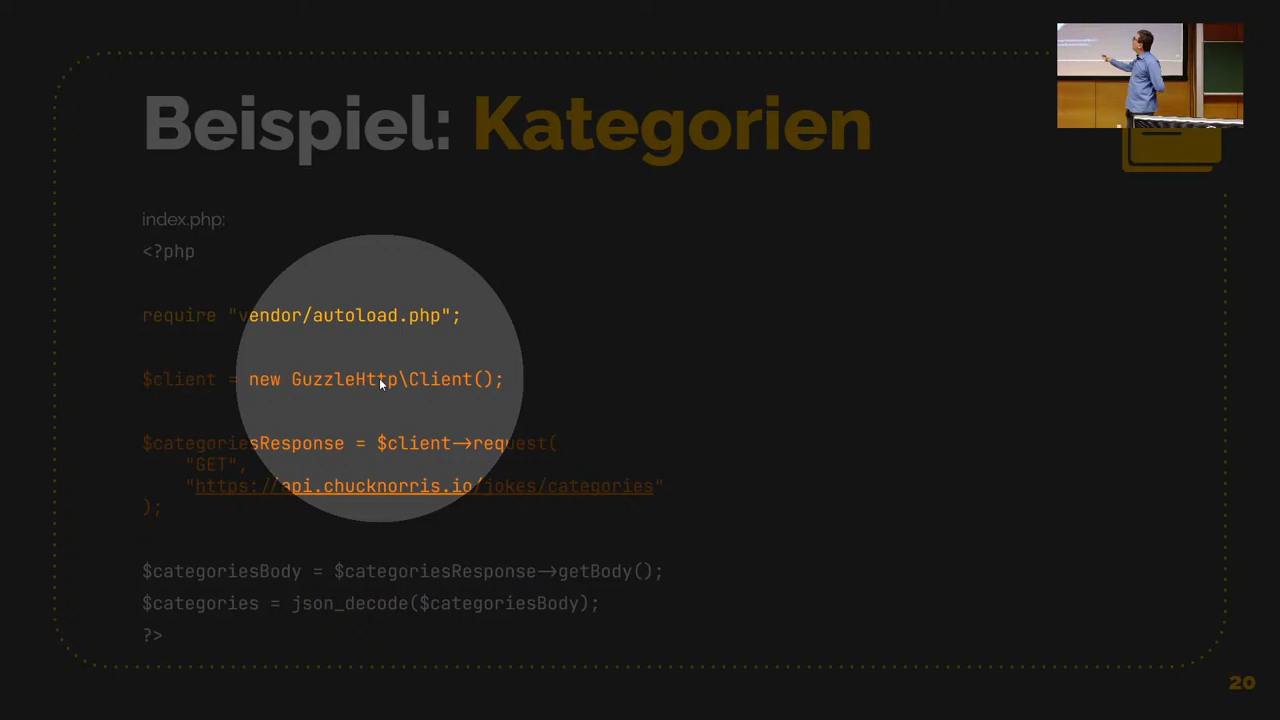 Beispiel: Kategorien
index.php:
<?php
require "vendor/autoload.php";
$client = new GuzzleHttp\Client();
$categoriesResponse = $client->request(
"GET",
"https://api.chucknorris.io/jokes/categories"
);
$categoriesBody = $categoriesResponse->getBody();
$categories = json_decode($categoriesBody);
?>
20